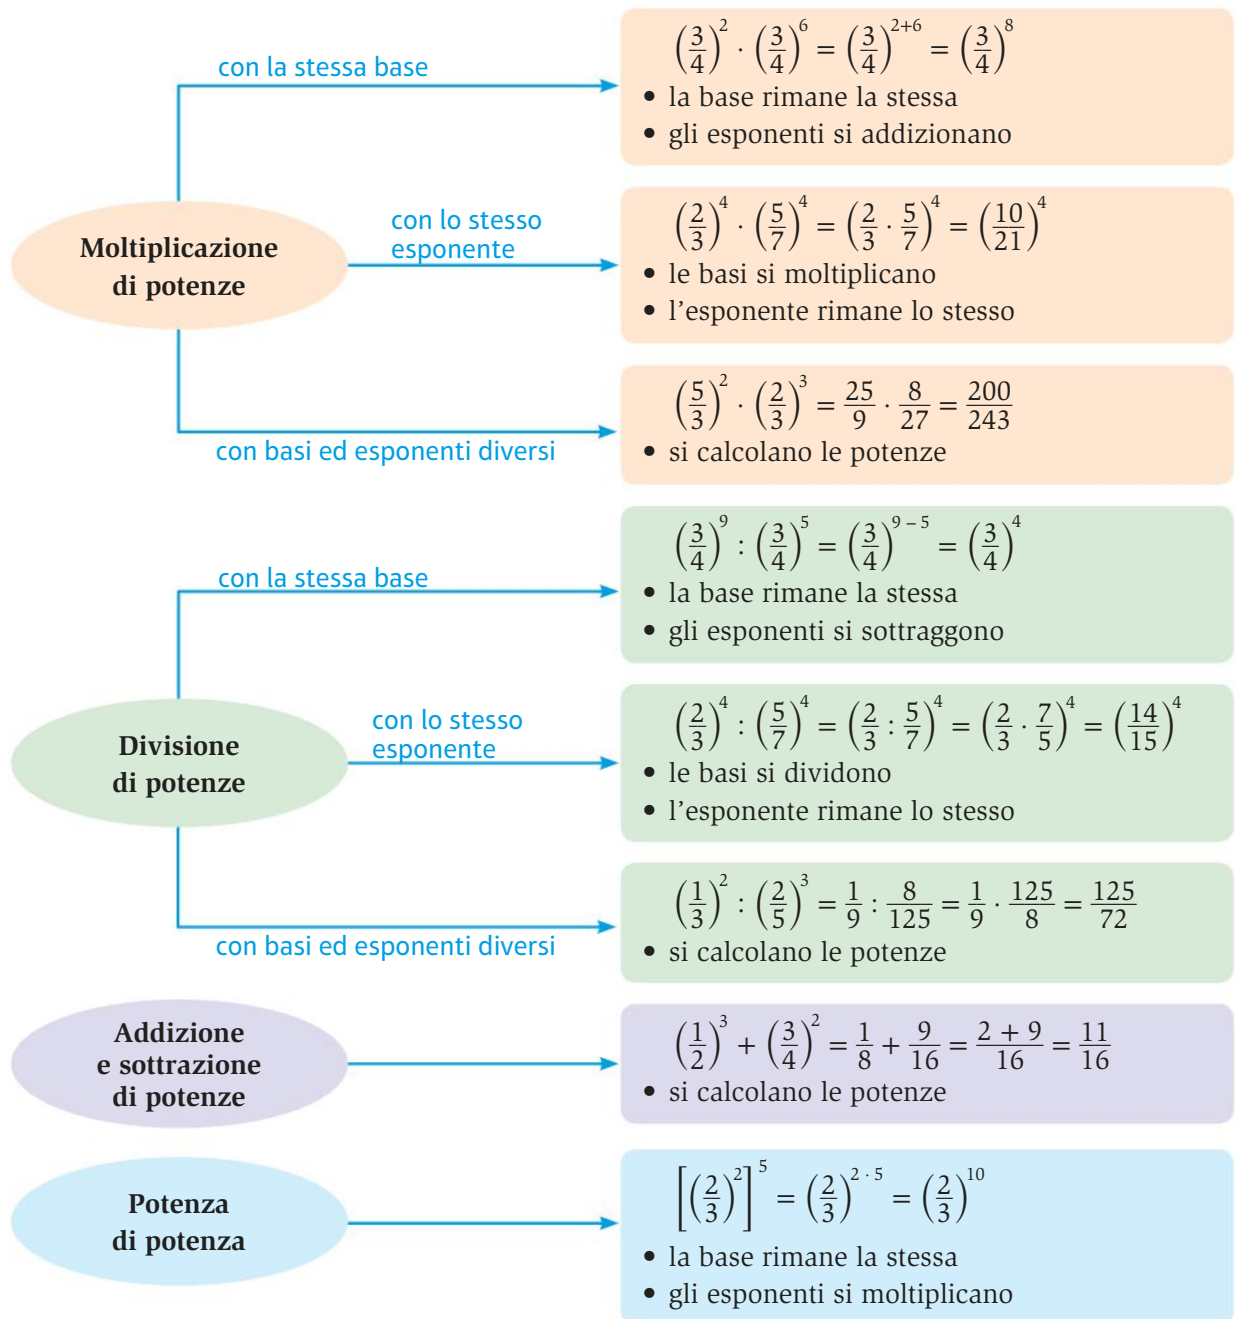 Moltiplicazione
di potenze
con la stessa base
(3/4)² · (3/4)⁶ = (3/4)²⁺⁶ = (3/4)⁸
• la base rimane la stessa
• gli esponenti si addizionano
con lo stesso
esponente
(2/3)⁴ · (5/7)⁴ = (2/3 · 5/7)⁴ = (10/21)⁴
• le basi si moltiplicano
• l’esponente rimane lo stesso
con basi ed esponenti diversi
(5/3)² · (2/3)³ = 25/9 · 8/27 = 200/243
• si calcolano le potenze
Divisione
di potenze
con la stessa base
(3/4)⁹ : (3/4)⁵ = (3/4)⁹ ⁻ ⁵ = (3/4)⁴
• la base rimane la stessa
• gli esponenti si sottraggono
con lo stesso
esponente
(2/3)⁴ : (5/7)⁴ = (2/3 : 5/7)⁴ = (2/3 · 7/5)⁴ = (14/15)⁴
• le basi si dividono
• l’esponente rimane lo stesso
con basi ed esponenti diversi
(1/3)² : (2/5)³ = 1/9 : 8/125 = 1/9 · 125/8 = 125/72
• si calcolano le potenze
Addizione
e sottrazione
di potenze
(1/2)³ + (3/4)² = 1/8 + 9/16 = (2 + 9)/16 = 11/16
• si calcolano le potenze
Potenza
di potenza
[(2/3)²]⁵ = (2/3)² ˙ ⁵ = (2/3)¹⁰
• la base rimane la stessa
• gli esponenti si moltiplicano